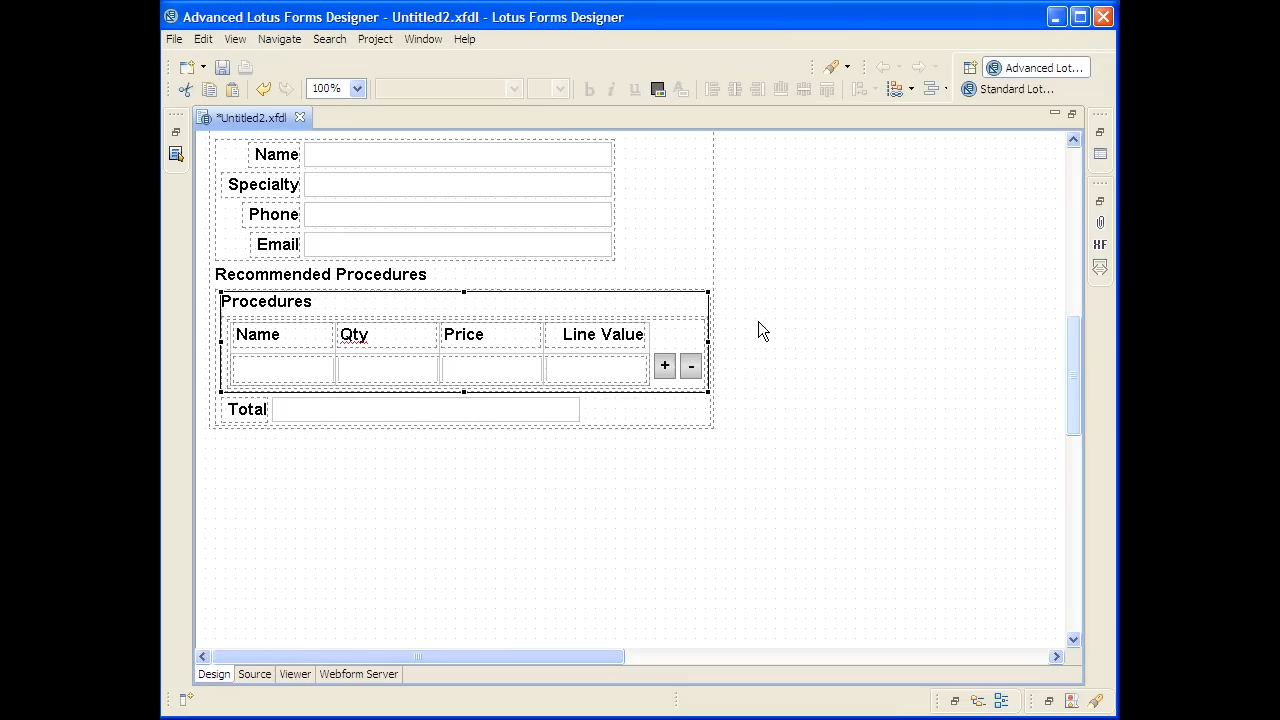 Advanced Lotus Forms Designer - Untitled2.xfdl - Lotus Forms Designer
File Edit View Navigate Search Project Window Help
Advanced Lot...
100% b i u A Standard Lot...
*Untitled2.xfdl
Name
Specialty
Phone
Email
XF
Recommended Procedures
Procedures
Name Qty Price Line Value
+ -
Total
Design Source Viewer Webform Server